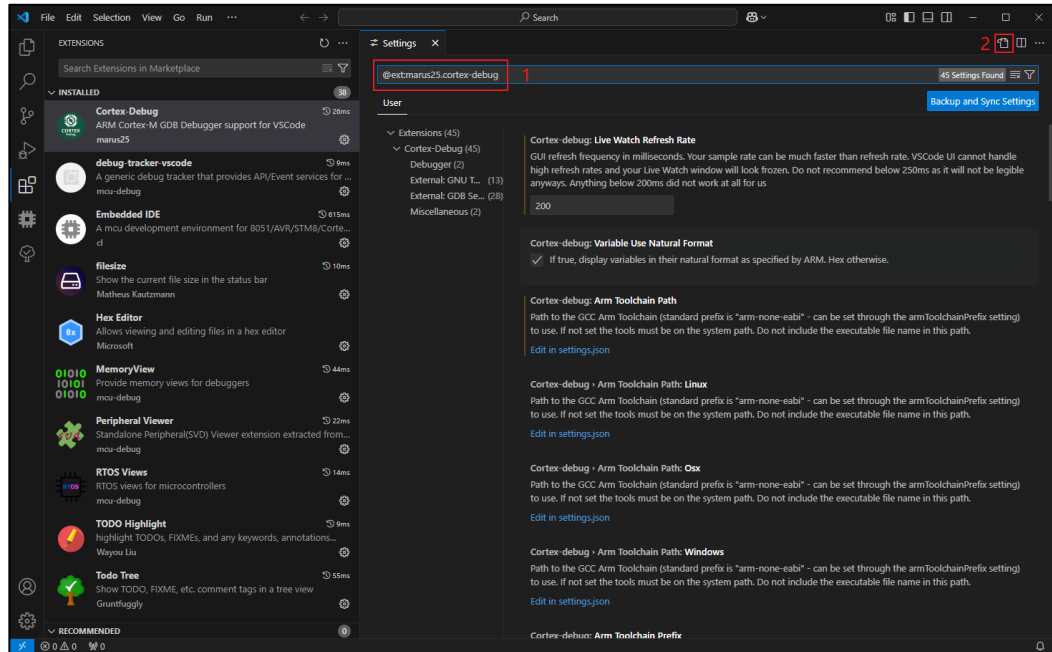 File Edit Selection View Go Run ··· Search
EXTENSIONS
Search Extensions in Marketplace
INSTALLED 38
Cortex-Debug 26ms
ARM Cortex-M GDB Debugger support for VSCode
marus25
CORTEX
Debug
debug-tracker-vscode 9ms
A generic debug tracker that provides API/Event services for ...
mcu-debug
Embedded IDE 615ms
A mcu development environment for 8051/AVR/STM8/Corte...
cl
filesize 10ms
Show the current file size in the status bar
Matheus Kautzmann
Hex Editor
Allows viewing and editing files in a hex editor
Microsoft
0x
MemoryView 44ms
Provide memory views for debuggers
mcu-debug
01010
10101
01010
Peripheral Viewer 22ms
Standalone Peripheral(SVD) Viewer extension extracted from...
mcu-debug
SVD
RTOS Views 14ms
RTOS views for microcontrollers
mcu-debug
RTOS
TODO Highlight 9ms
highlight TODOs, FIXMEs, and any keywords, annotations...
Wayou Liu
Todo Tree 55ms
Show TODO, FIXME, etc. comment tags in a tree view
Gruntfuggly
RECOMMENDED 0
0 0 0
Settings
2
@ext:marus25.cortex-debug 1 45 Settings Found
User Backup and Sync Settings
Extensions (45)
Cortex-Debug (45)
Debugger (2)
External: GNU T... (13)
External: GDB Se... (28)
Miscellaneous (2)
Cortex-debug: Live Watch Refresh Rate
GUI refresh frequency in milliseconds. Your sample rate can be much faster than refresh rate. VSCode UI cannot handle
high refresh rates and your Live Watch window will look frozen. Do not recommend below 250ms as it will not be legible
anyways. Anything below 200ms did not work at all for us
200
Cortex-debug: Variable Use Natural Format
If true, display variables in their natural format as specified by ARM. Hex otherwise.
Cortex-debug: Arm Toolchain Path
Path to the GCC Arm Toolchain (standard prefix is "arm-none-eabi" - can be set through the armToolchainPrefix setting)
to use. If not set the tools must be on the system path. Do not include the executable file name in this path.
Edit in settings.json
Cortex-debug › Arm Toolchain Path: Linux
Path to the GCC Arm Toolchain (standard prefix is "arm-none-eabi" - can be set through the armToolchainPrefix setting)
to use. If not set the tools must be on the system path. Do not include the executable file name in this path.
Edit in settings.json
Cortex-debug › Arm Toolchain Path: Osx
Path to the GCC Arm Toolchain (standard prefix is "arm-none-eabi" - can be set through the armToolchainPrefix setting)
to use. If not set the tools must be on the system path. Do not include the executable file name in this path.
Edit in settings.json
Cortex-debug › Arm Toolchain Path: Windows
Path to the GCC Arm Toolchain (standard prefix is "arm-none-eabi" - can be set through the armToolchainPrefix setting)
to use. If not set the tools must be on the system path. Do not include the executable file name in this path.
Edit in settings.json
Cortex-debug: Arm Toolchain Prefix